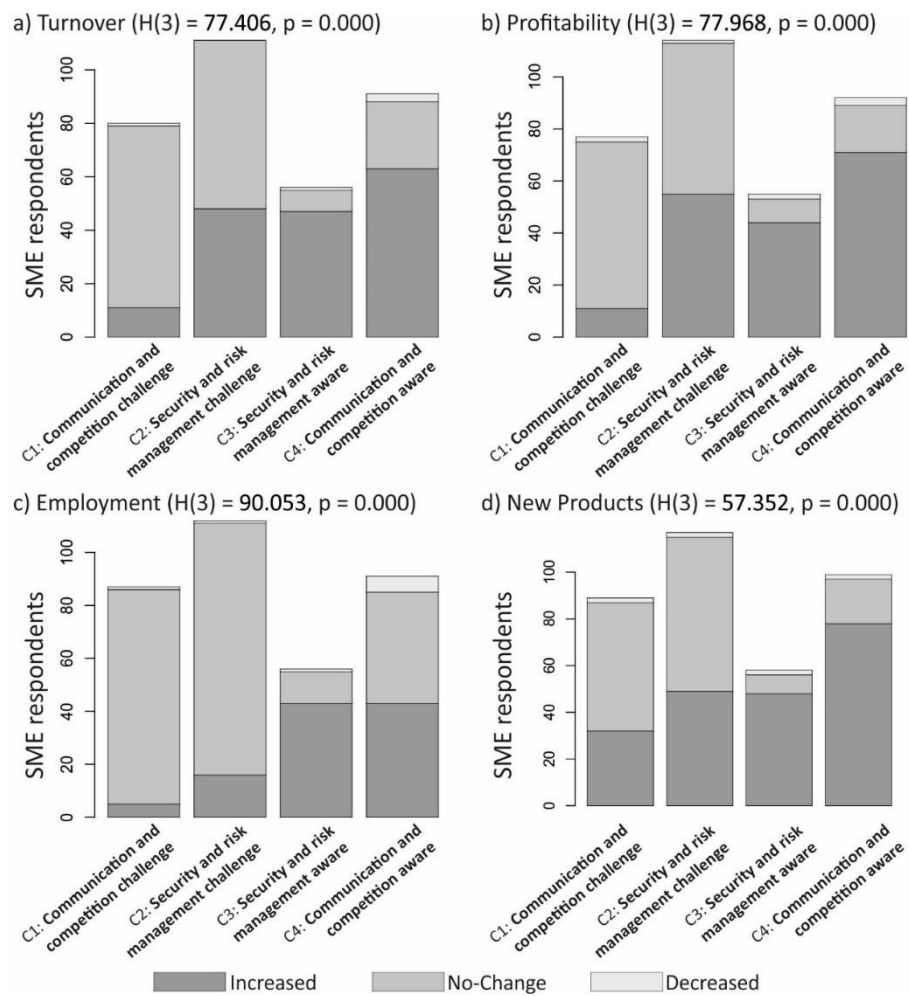 a) Turnover (H(3) = 77.406, p = 0.000)
SME respondents
0
20
40
60
80
100
C1: Communication and
competition challenge
C2: Security and risk
management challenge
C3: Security and risk
management aware
C4: Communication and
competition aware
b) Profitability (H(3) = 77.968, p = 0.000)
SME respondents
0
20
40
60
80
100
C1: Communication and
competition challenge
C2: Security and risk
management challenge
C3: Security and risk
management aware
C4: Communication and
competition aware
c) Employment (H(3) = 90.053, p = 0.000)
SME respondents
0
20
40
60
80
100
C1: Communication and
competition challenge
C2: Security and risk
management challenge
C3: Security and risk
management aware
C4: Communication and
competition aware
d) New Products (H(3) = 57.352, p = 0.000)
SME respondents
0
20
40
60
80
100
C1: Communication and
competition challenge
C2: Security and risk
management challenge
C3: Security and risk
management aware
C4: Communication and
competition aware
Increased
No-Change
Decreased